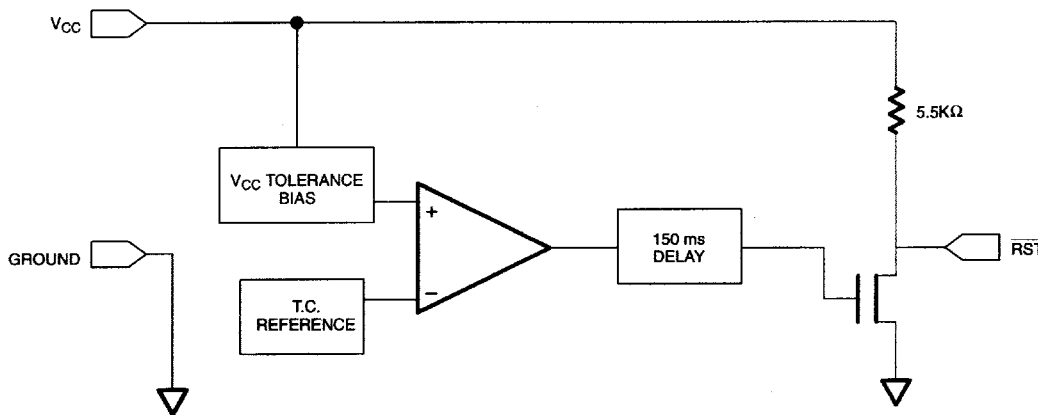 VCC
5.5KΩ
VCC TOLERANCE
BIAS
+
150 ms
DELAY
GROUND
RST
−
T.C.
REFERENCE